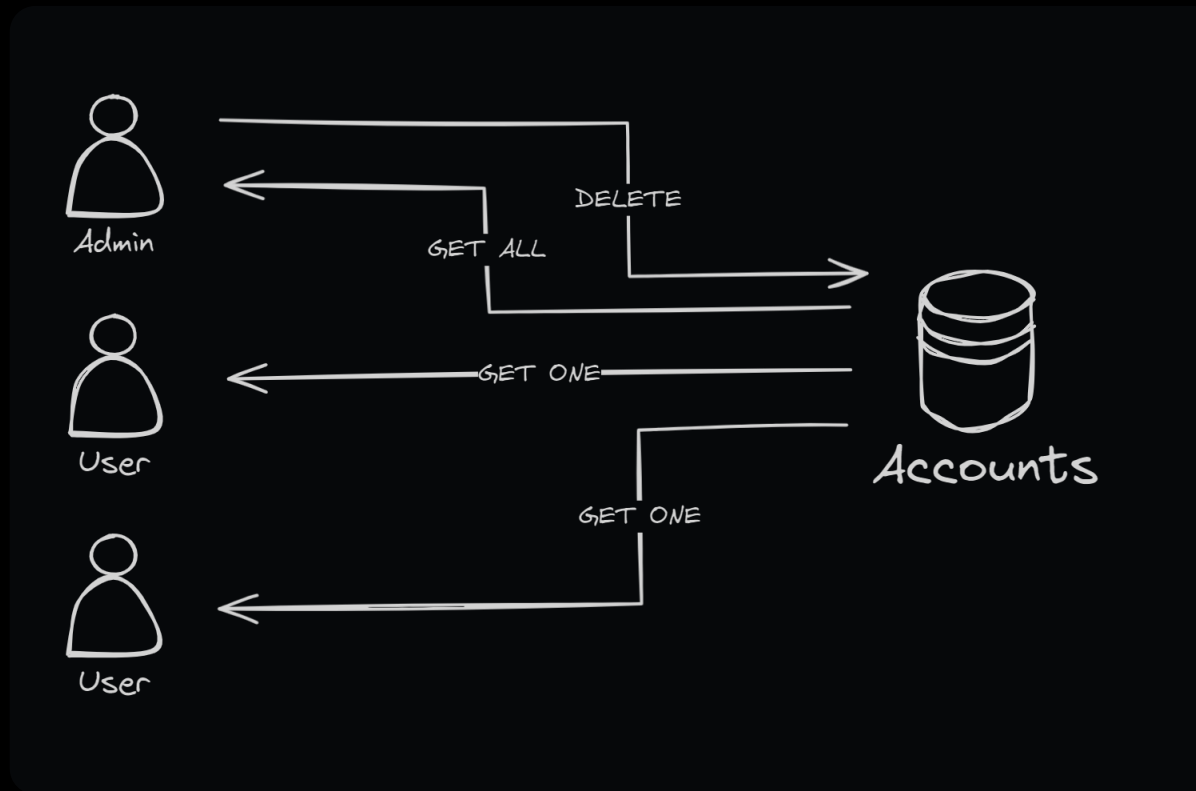 Admin
DELETE
GET ALL
GET ONE
User
Accounts
GET ONE
User